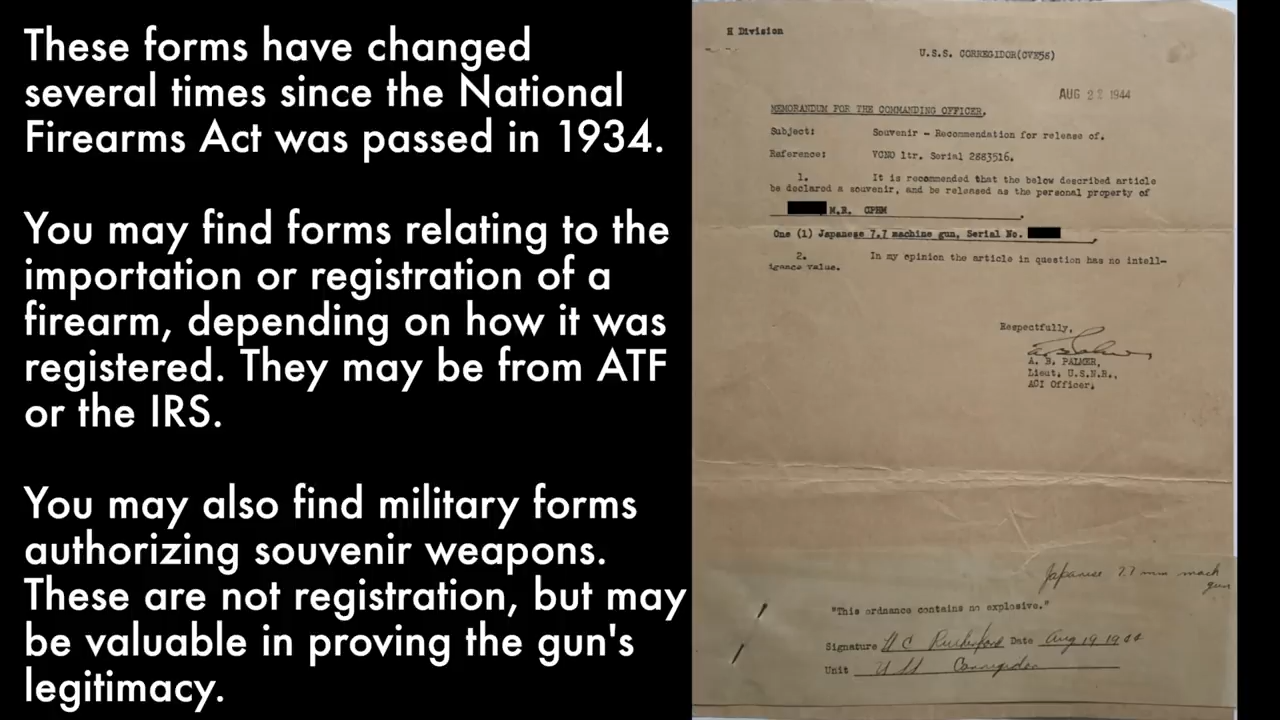 These forms have changed
several times since the National
Firearms Act was passed in 1934.
You may find forms relating to the
importation or registration of a
firearm, depending on how it was
registered. They may be from ATF
or the IRS.
You may also find military forms
authorizing souvenir weapons.
These are not registration, but may
be valuable in proving the gun's
legitimacy.
H Division
U.S.S. CORREGIDOR(CVE58)
AUG 22 1944
MEMORANDUM FOR THE COMMANDING OFFICER.
Subject: Souvenir - Recommendation for release of.
Reference: VCNO ltr. Serial 2883516.
1. It is recommended that the below described article
be declared a souvenir, and be released as the personal property of
M.R. CPHM
One (1) Japanese 7.7 machine gun, Serial No.
2. In my opinion the article in question has no intell-
igence value.
Respectfully,
A. B. PALMER,
Lieut. U.S.N.R.,
ACI Officer.
Japanese 7.7 mm mach
gun
"This ordnance contains no explosive."
Signature H C Date Aug 19 1944
Unit USS Corregidor